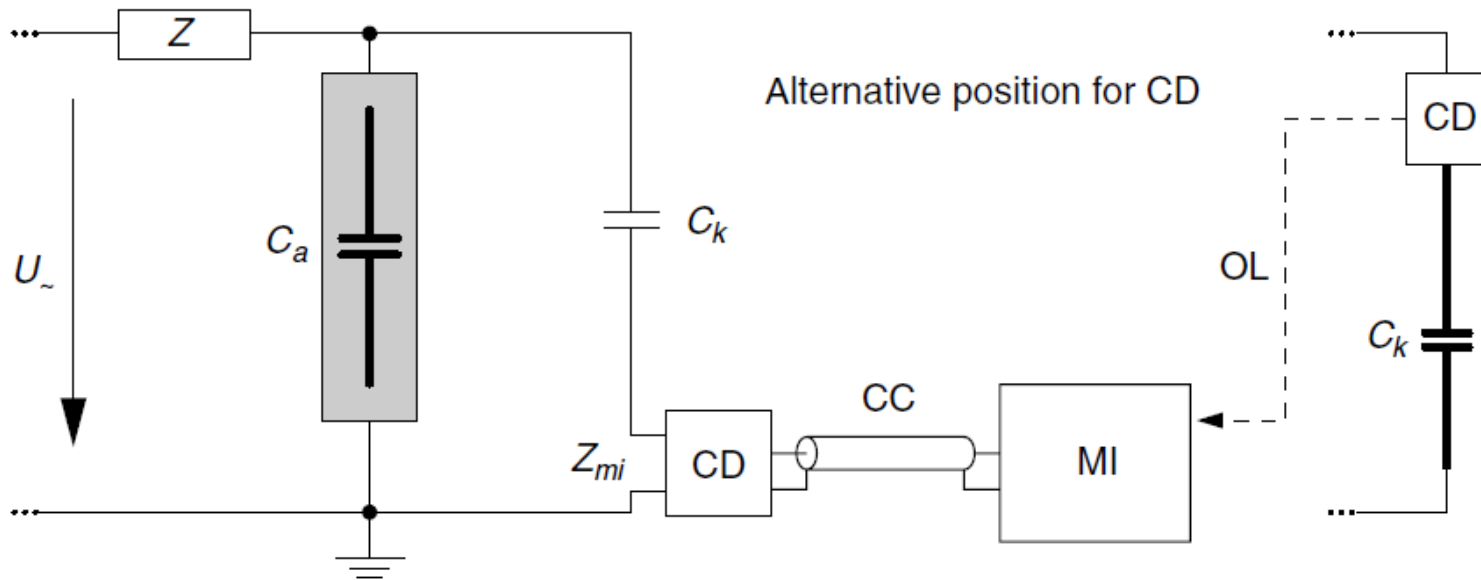 Z
Alternative position for CD
CD
C_a
C_k
U_~
OL
C_k
CC
Z_mi
CD
MI